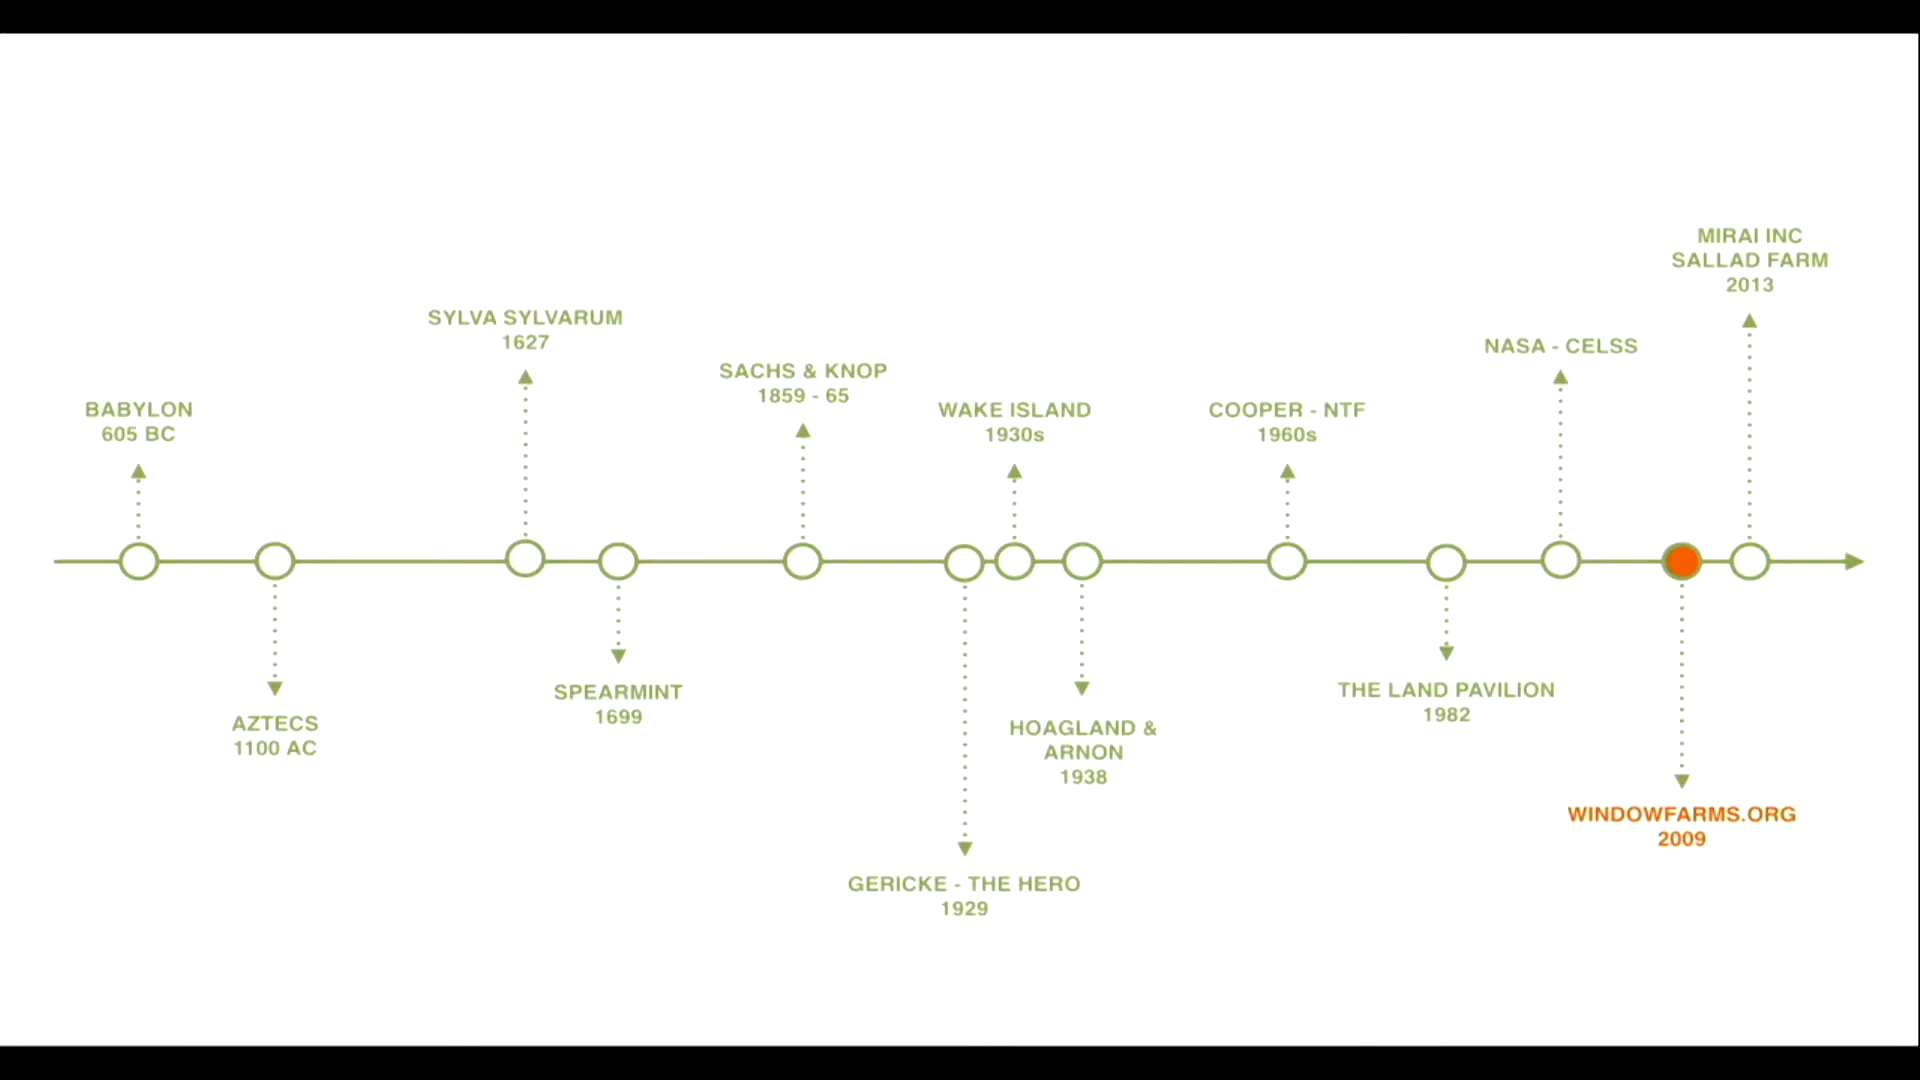 BABYLON
605 BC
AZTECS
1100 AC
SYLVA SYLVARUM
1627
SPEARMINT
1699
SACHS & KNOP
1859 - 65
GERICKE - THE HERO
1929
WAKE ISLAND
1930s
HOAGLAND &
ARNON
1938
COOPER - NTF
1960s
THE LAND PAVILION
1982
NASA - CELSS
WINDOWFARMS.ORG
2009
MIRAI INC
SALLAD FARM
2013